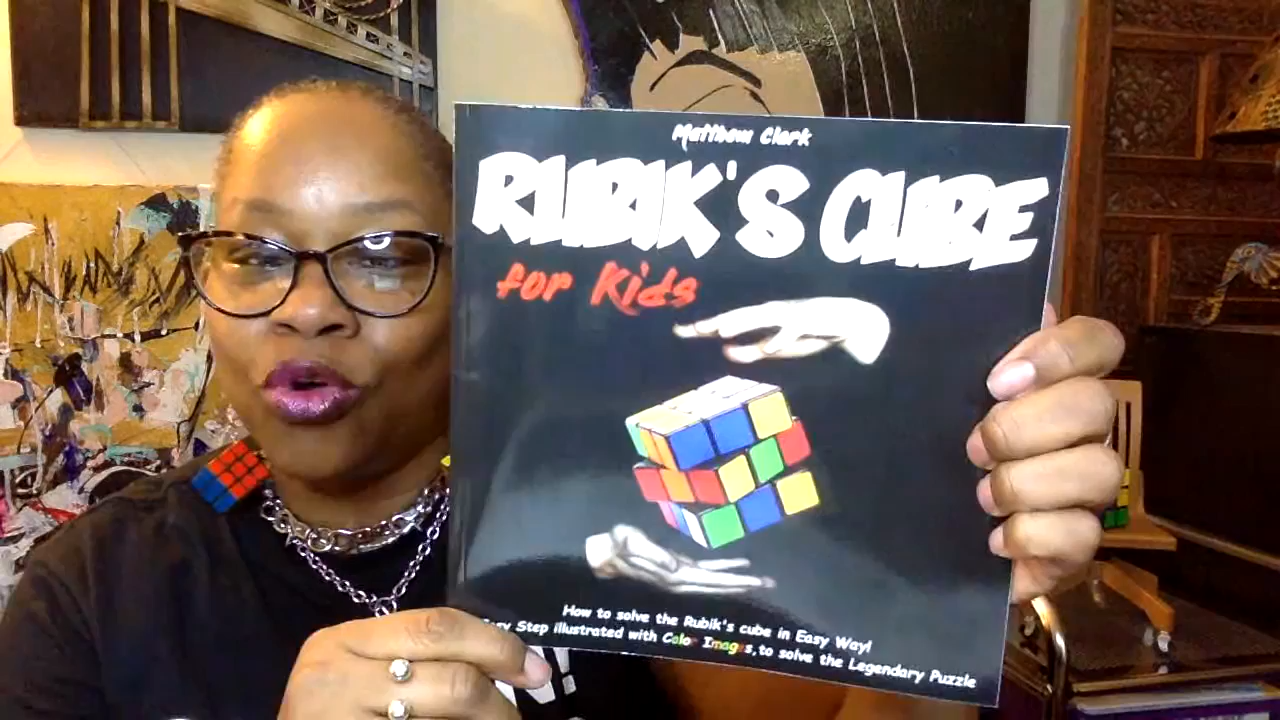 Matthew Clark
RUBIK'S CUBE
for Kids
How to solve the Rubik's cube in Easy Way!
Step illustrated with Color Images, to solve the Legendary Puzzle